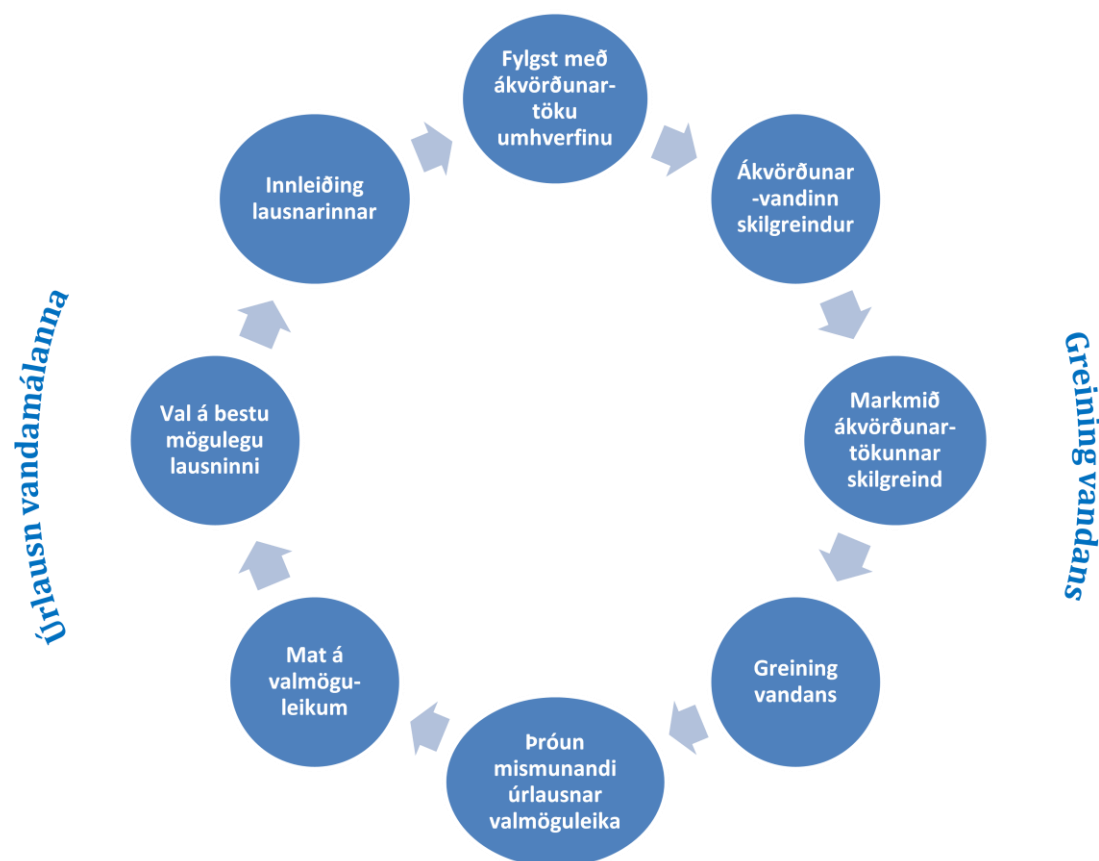 Fylgst með
ákvörðunar-
töku
umhverfinu
Ákvörðunar
-vandinn
skilgreindur
Markmið
ákvörðunar-
tökunnar
skilgreind
Greining
vandans
Þróun
mismunandi
úrlausnar
valmöguleika
Mat á
valmögu-
leikum
Val á bestu
mögulegu
lausninni
Innleiðing
lausnarinnar
Greining vandans
Úrlausn vandamálanna